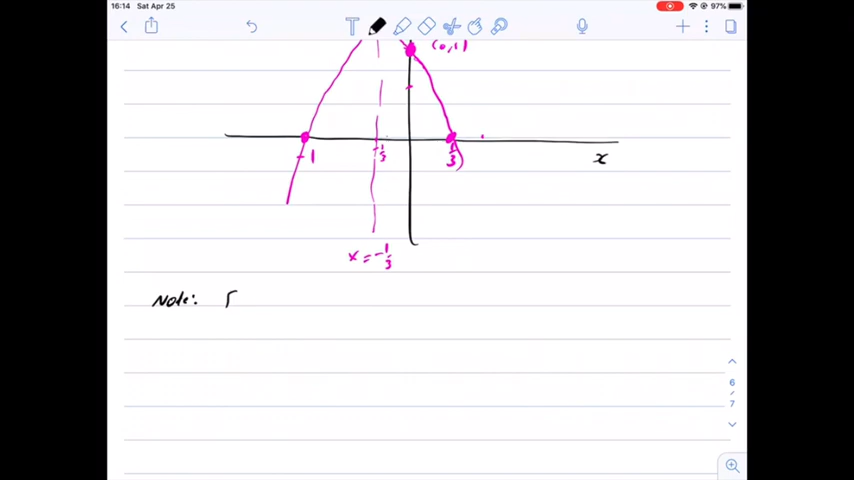 16:14 Sat Apr 25
97%
T
(0,1)
-1
-1/3
1/3
x
x = -1/3
Note:
6
7